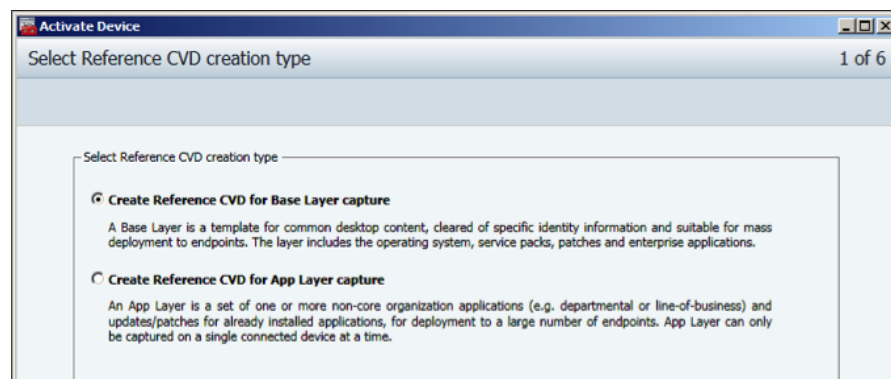 Activate Device
Select Reference CVD creation type
1 of 6
Select Reference CVD creation type
Create Reference CVD for Base Layer capture
A Base Layer is a template for common desktop content, cleared of specific identity information and suitable for mass
deployment to endpoints. The layer includes the operating system, service packs, patches and enterprise applications.
Create Reference CVD for App Layer capture
An App Layer is a set of one or more non-core organization applications (e.g. departmental or line-of-business) and
updates/patches for already installed applications, for deployment to a large number of endpoints. App Layer can only
be captured on a single connected device at a time.